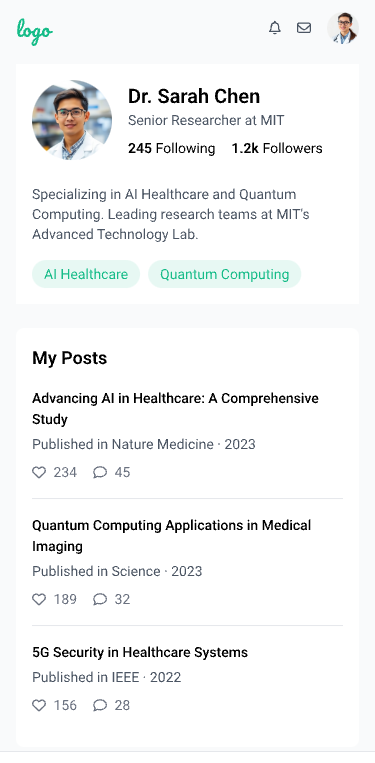 logo
Dr. Sarah Chen
Senior Researcher at MIT
245 Following 1.2k Followers
Specializing in AI Healthcare and Quantum
Computing. Leading research teams at MIT's
Advanced Technology Lab.
AI Healthcare Quantum Computing
My Posts
Advancing AI in Healthcare: A Comprehensive
Study
Published in Nature Medicine · 2023
234 45
Quantum Computing Applications in Medical
Imaging
Published in Science · 2023
189 32
5G Security in Healthcare Systems
Published in IEEE · 2022
156 28